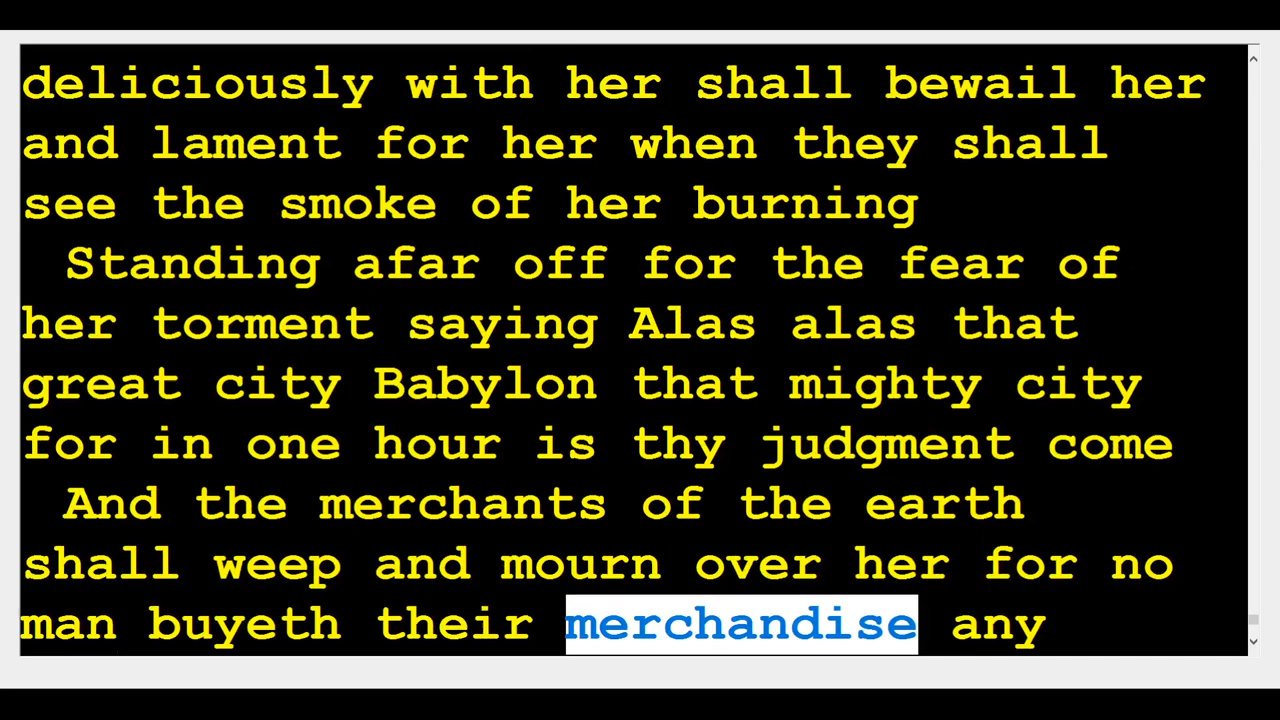 deliciously with her shall bewail her
and lament for her when they shall
see the smoke of her burning
Standing afar off for the fear of
her torment saying Alas alas that
great city Babylon that mighty city
for in one hour is thy judgment come
And the merchants of the earth
shall weep and mourn over her for no
man buyeth their merchandise any